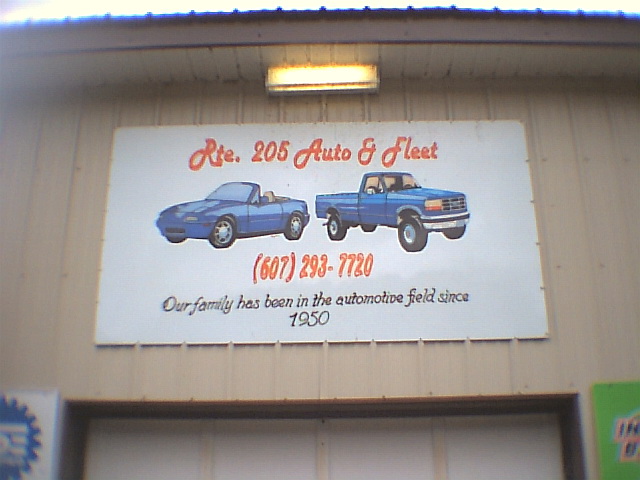 Rte. 205 Auto & Fleet
(607) 293-7720
Our family has been in the automotive field since
1950